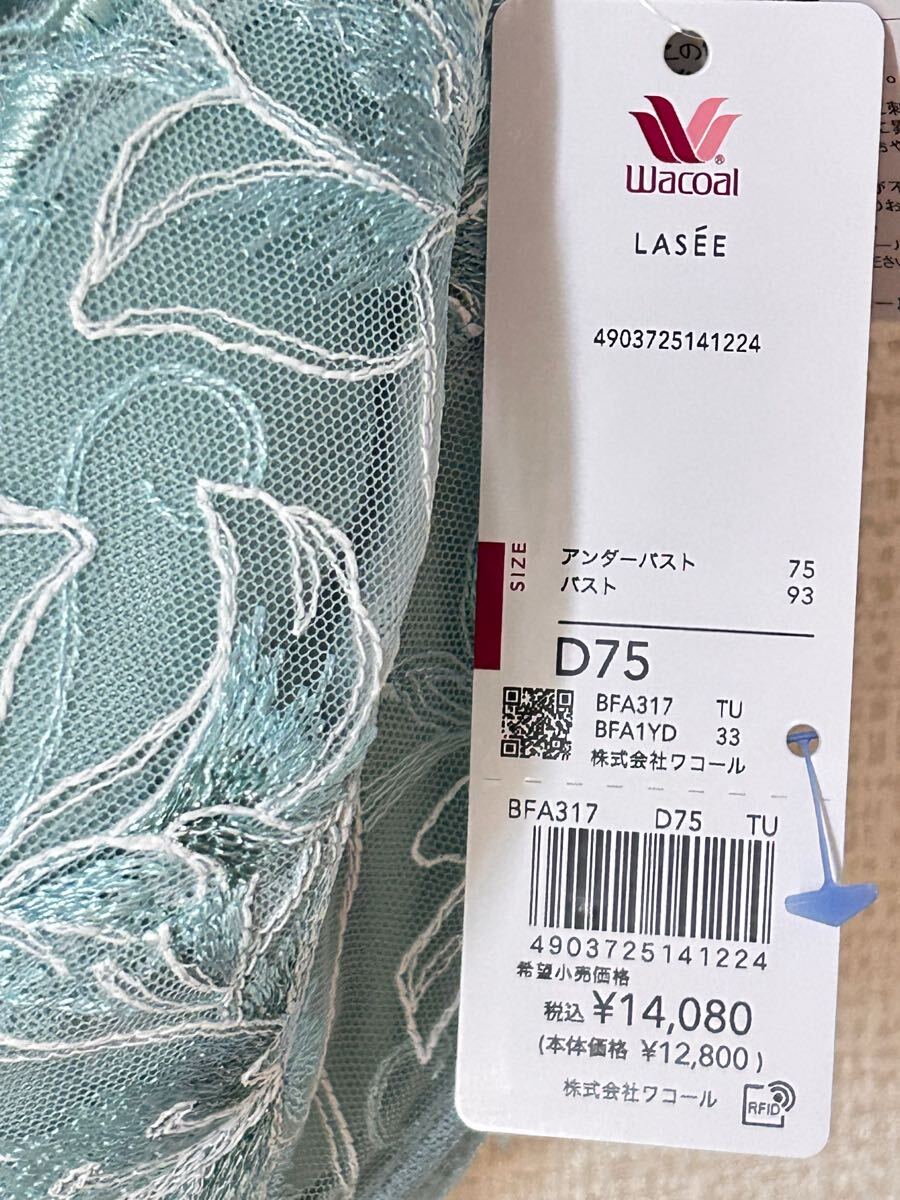 Wacoal
LASÉE
4903725141224
SIZE
アンダーバスト 75
バスト 93
D75
BFA317 TU
BFA1YD 33
株式会社ワコール
BFA317 D75 TU
4903725141224
希望小売価格
税込 ¥14,080
(本体価格 ¥12,800)
株式会社ワコール
RFID